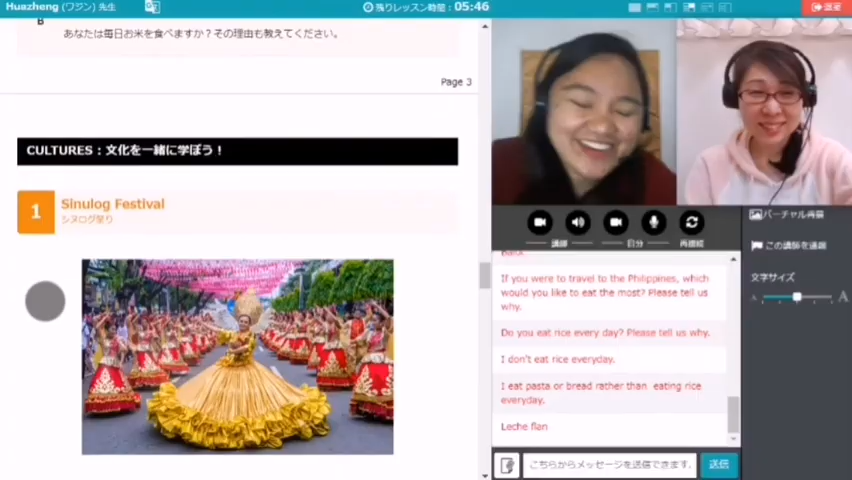 Huazheng (ワジン) 先生
残りレッスン時間：05:46
退室
B
あなたは毎日お米を食べますか？その理由も教えてください。
Page 3
CULTURES：文化を一緒に学ぼう！
1
Sinulog Festival
シヌログ祭り
講師
自分
再接続
バーチャル背景
この講師を通報
文字サイズ
A
A
Balut
If you were to travel to the Philippines, which
would you like to eat the most? Please tell us
why.
Do you eat rice every day? Please tell us why.
I don't eat rice everyday.
I eat pasta or bread rather than eating rice
everyday.
Leche flan
こちらからメッセージを送信できます。
送信